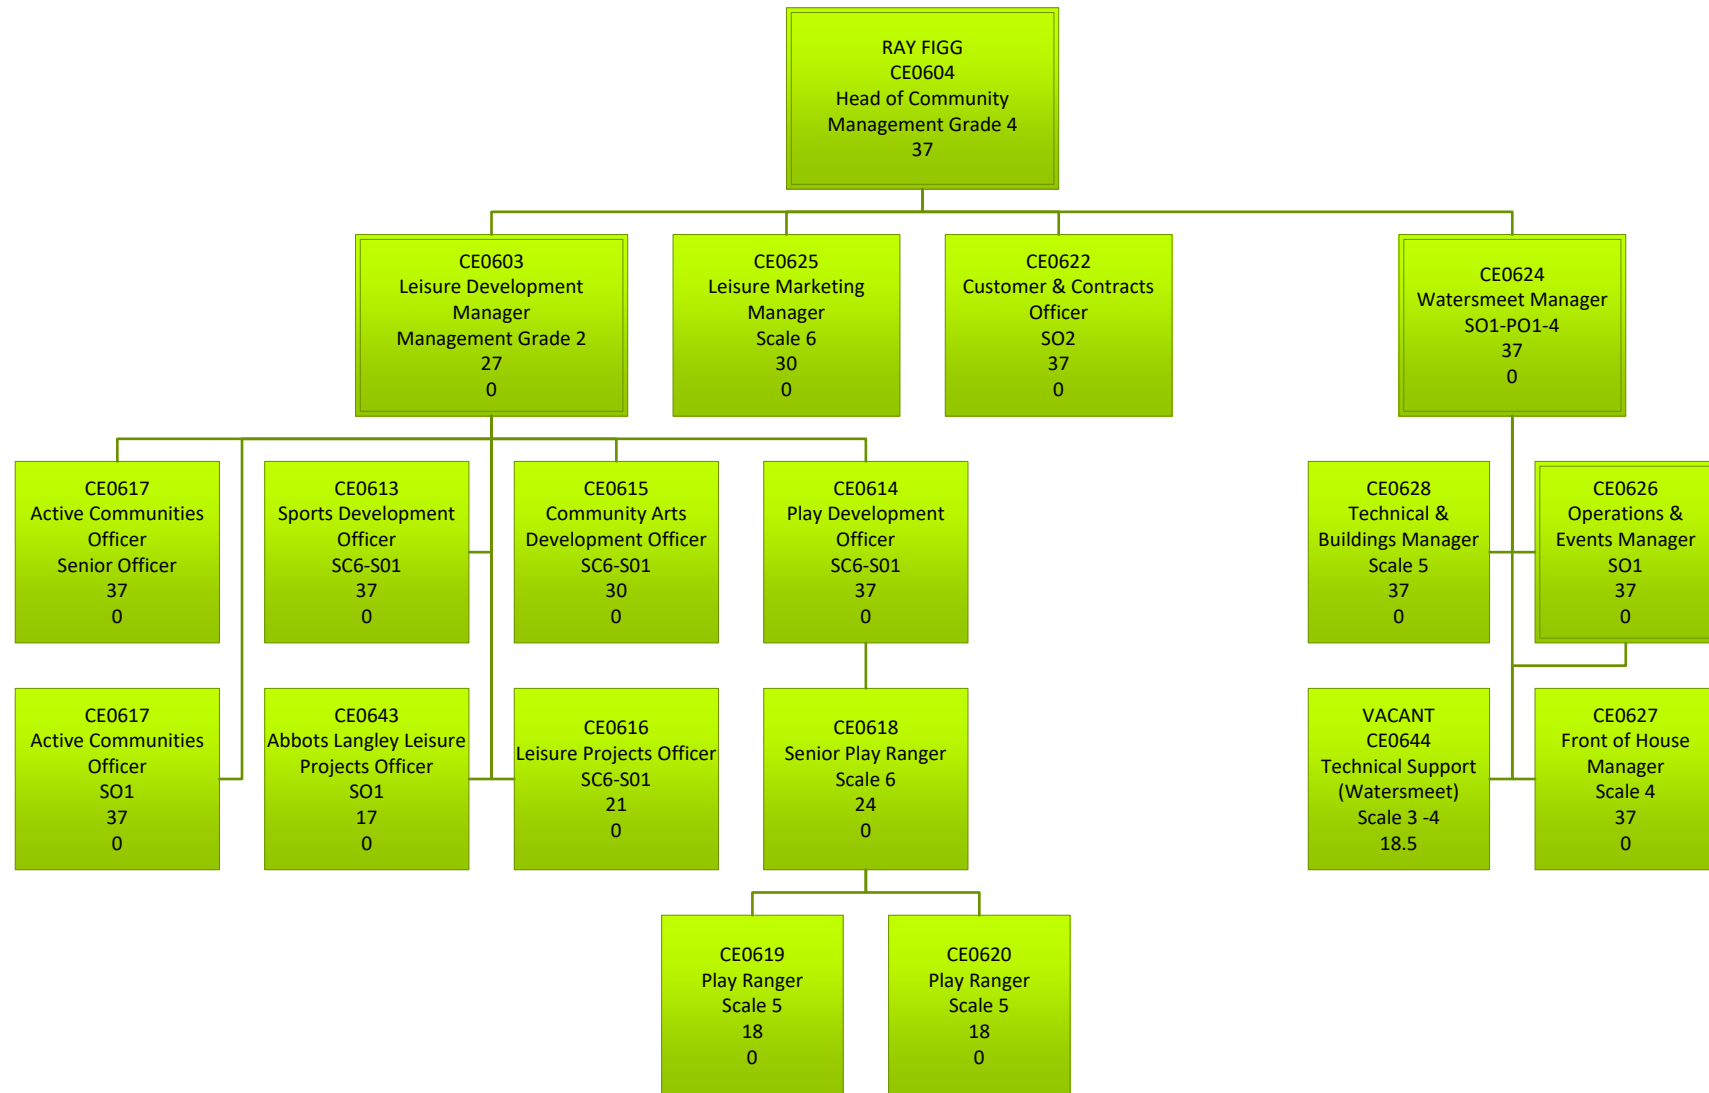 RAY FIGG
CE0604
Head of Community
Management Grade 4
37
CE0603
Leisure Development
Manager
Management Grade 2
27
0
CE0625
Leisure Marketing
Manager
Scale 6
30
0
CE0622
Customer & Contracts
Officer
SO2
37
0
CE0624
Watersmeet Manager
SO1-PO1-4
37
0
CE0617
Active Communities
Officer
Senior Officer
37
0
CE0613
Sports Development
Officer
SC6-S01
37
0
CE0615
Community Arts
Development Officer
SC6-S01
30
0
CE0614
Play Development
Officer
SC6-S01
37
0
CE0628
Technical &
Buildings Manager
Scale 5
37
0
CE0626
Operations &
Events Manager
SO1
37
0
CE0617
Active Communities
Officer
SO1
37
0
CE0643
Abbots Langley Leisure
Projects Officer
SO1
17
0
CE0616
Leisure Projects Officer
SC6-S01
21
0
CE0618
Senior Play Ranger
Scale 6
24
0
VACANT
CE0644
Technical Support
(Watersmeet)
Scale 3 -4
18.5
CE0627
Front of House
Manager
Scale 4
37
0
CE0619
Play Ranger
Scale 5
18
0
CE0620
Play Ranger
Scale 5
18
0